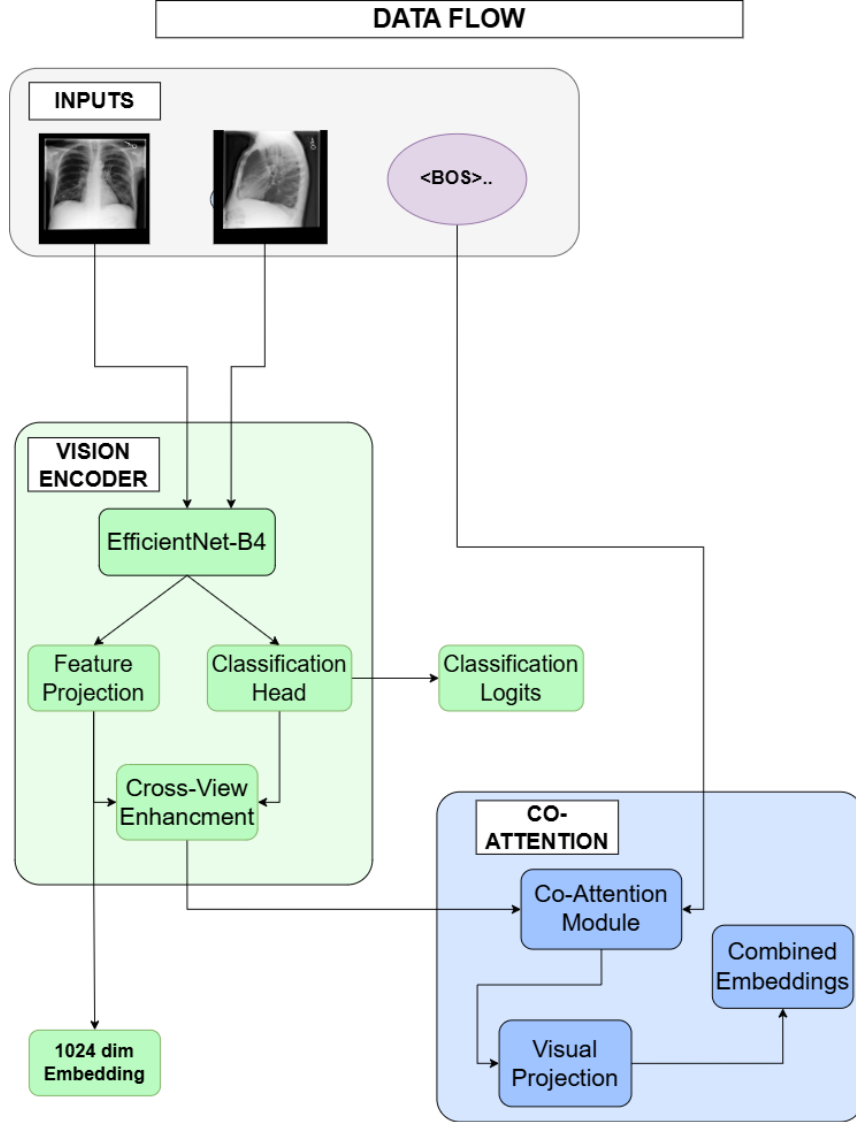 DATA FLOW
INPUTS
<BOS>..
VISION
ENCODER
EfficientNet-B4
Feature
Projection
Classification
Head
Classification
Logits
Cross-View
Enhancment
CO-
ATTENTION
Co-Attention
Module
Combined
Embeddings
1024 dim
Embedding
Visual
Projection